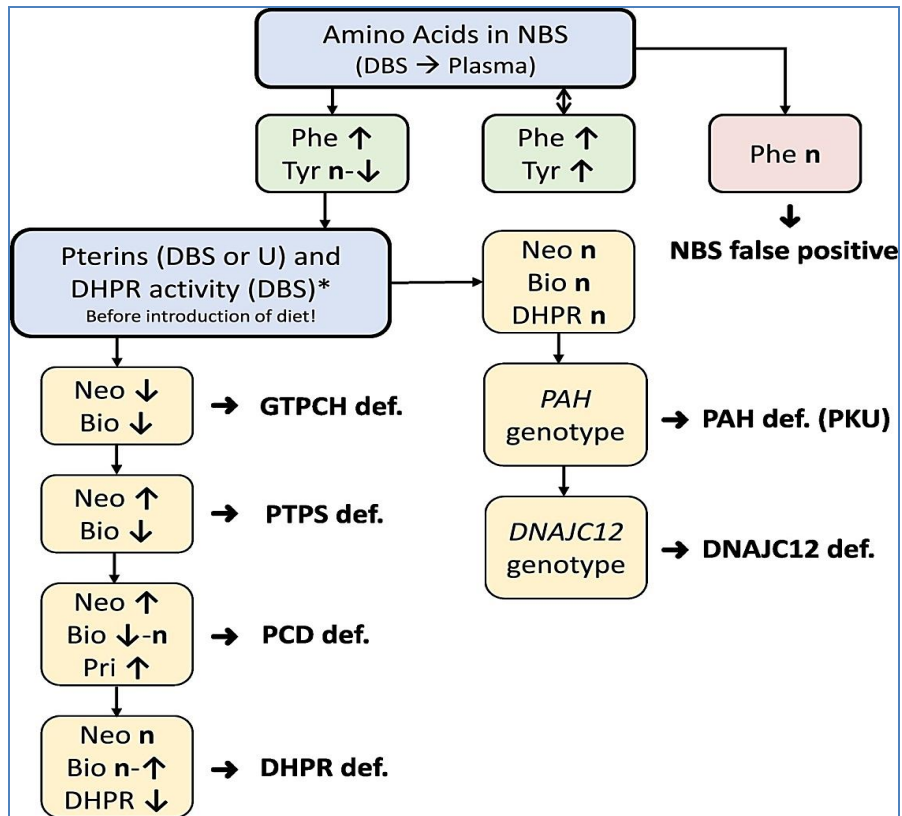 Amino Acids in NBS
(DBS → Plasma)
Phe ↑
Tyr n-↓
Phe ↑
Tyr ↑
Phe n
NBS false positive
Pterins (DBS or U) and
DHPR activity (DBS)*
Before introduction of diet!
Neo n
Bio n
DHPR n
Neo ↓
Bio ↓
→ GTPCH def.
PAH
genotype
→ PAH def. (PKU)
Neo ↑
Bio ↓
→ PTPS def.
DNAJC12
genotype
→ DNAJC12 def.
Neo ↑
Bio ↓-n
Pri ↑
→ PCD def.
Neo n
Bio n-↑
DHPR ↓
→ DHPR def.